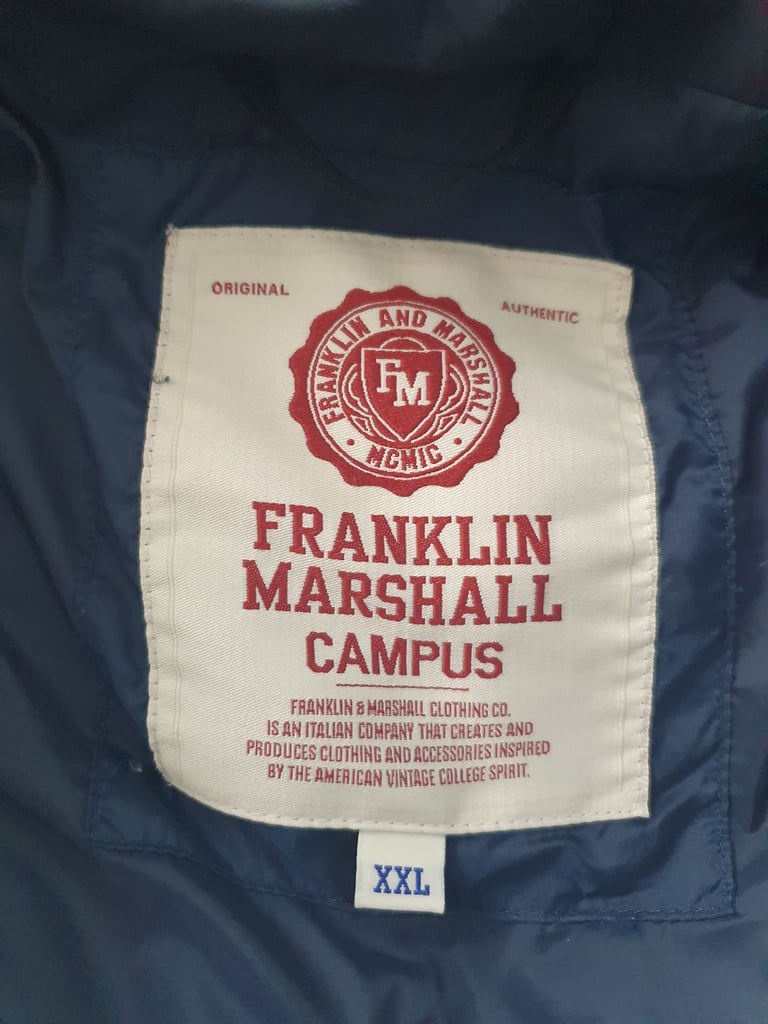 ORIGINAL
AUTHENTIC
FRANKLIN AND MARSHALL
FM
• MCMIC •
FRANKLIN
MARSHALL
CAMPUS
FRANKLIN & MARSHALL CLOTHING CO.
IS AN ITALIAN COMPANY THAT CREATES AND
PRODUCES CLOTHING AND ACCESSORIES INSPIRED
BY THE AMERICAN VINTAGE COLLEGE SPIRIT.
XXL